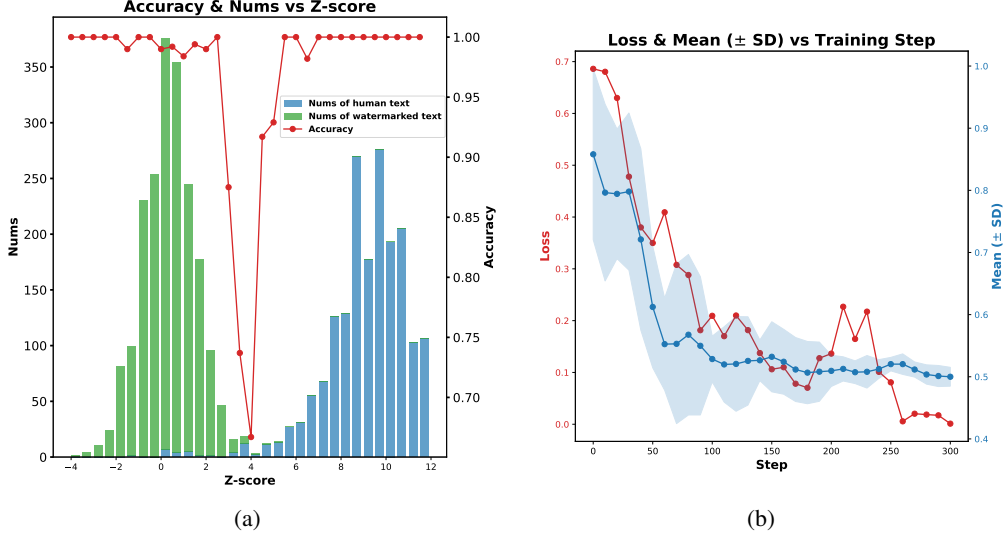 Accuracy & Nums vs Z-score
Nums
350
300
250
200
150
100
50
0
Nums of human text
Nums of watermarked text
Accuracy
1.00
0.95
0.90
0.85
0.80
0.75
0.70
Accuracy
−4 −2 0 2 4 6 8 10 12
Z-score
(a)
Loss & Mean (± SD) vs Training Step
Loss
0.7
0.6
0.5
0.4
0.3
0.2
0.1
0.0
1.0
0.9
0.8
0.7
0.6
0.5
0.4
Mean (± SD)
0 50 100 150 200 250 300
Step
(b)